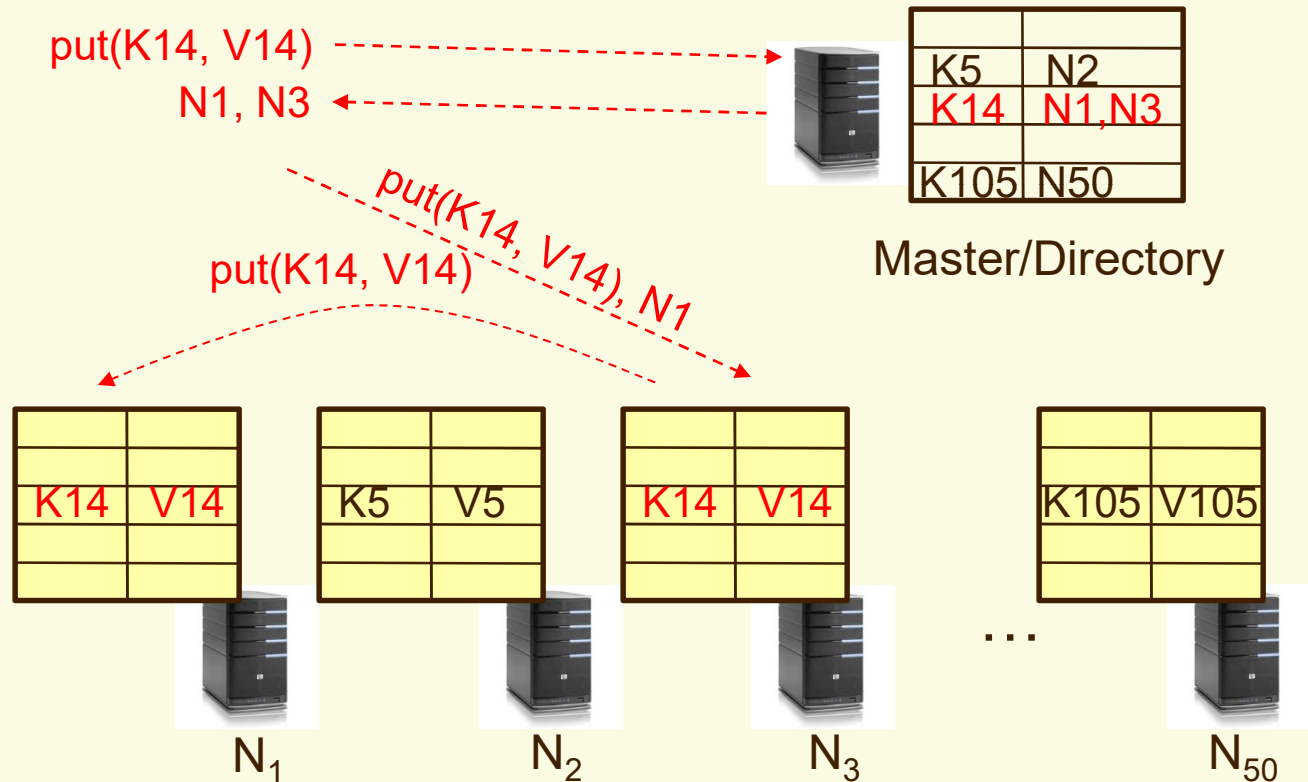 put(K14, V14)
N1, N3
K5 N2
K14 N1,N3
K105 N50
Master/Directory
put(K14, V14), N1
put(K14, V14)
K14 V14
K5 V5
K14 V14
K105 V105
...
N1
N2
N3
N50